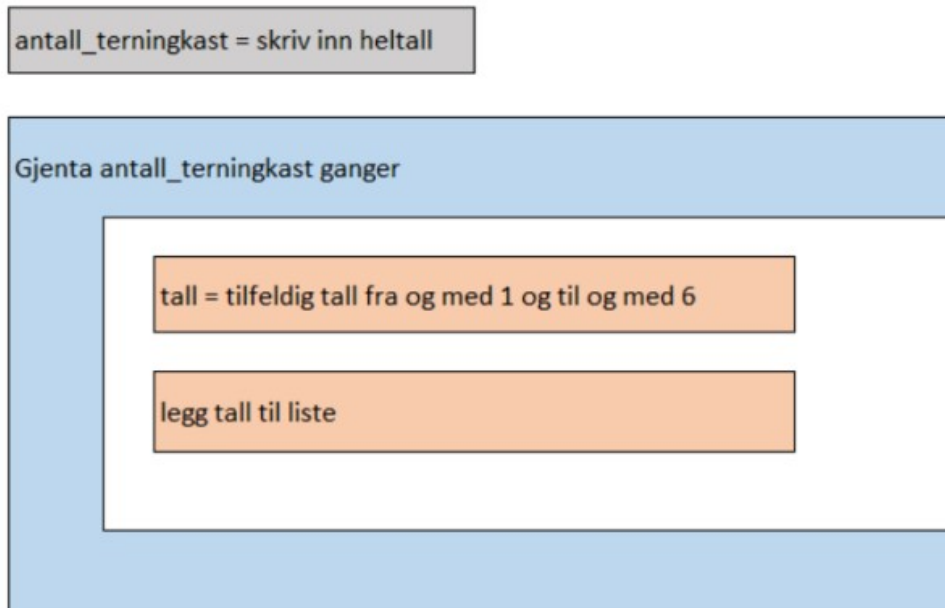 antall_terningkast = skriv inn heltall
Gjenta antall_terningkast ganger
tall = tilfeldig tall fra og med 1 og til og med 6
legg tall til liste